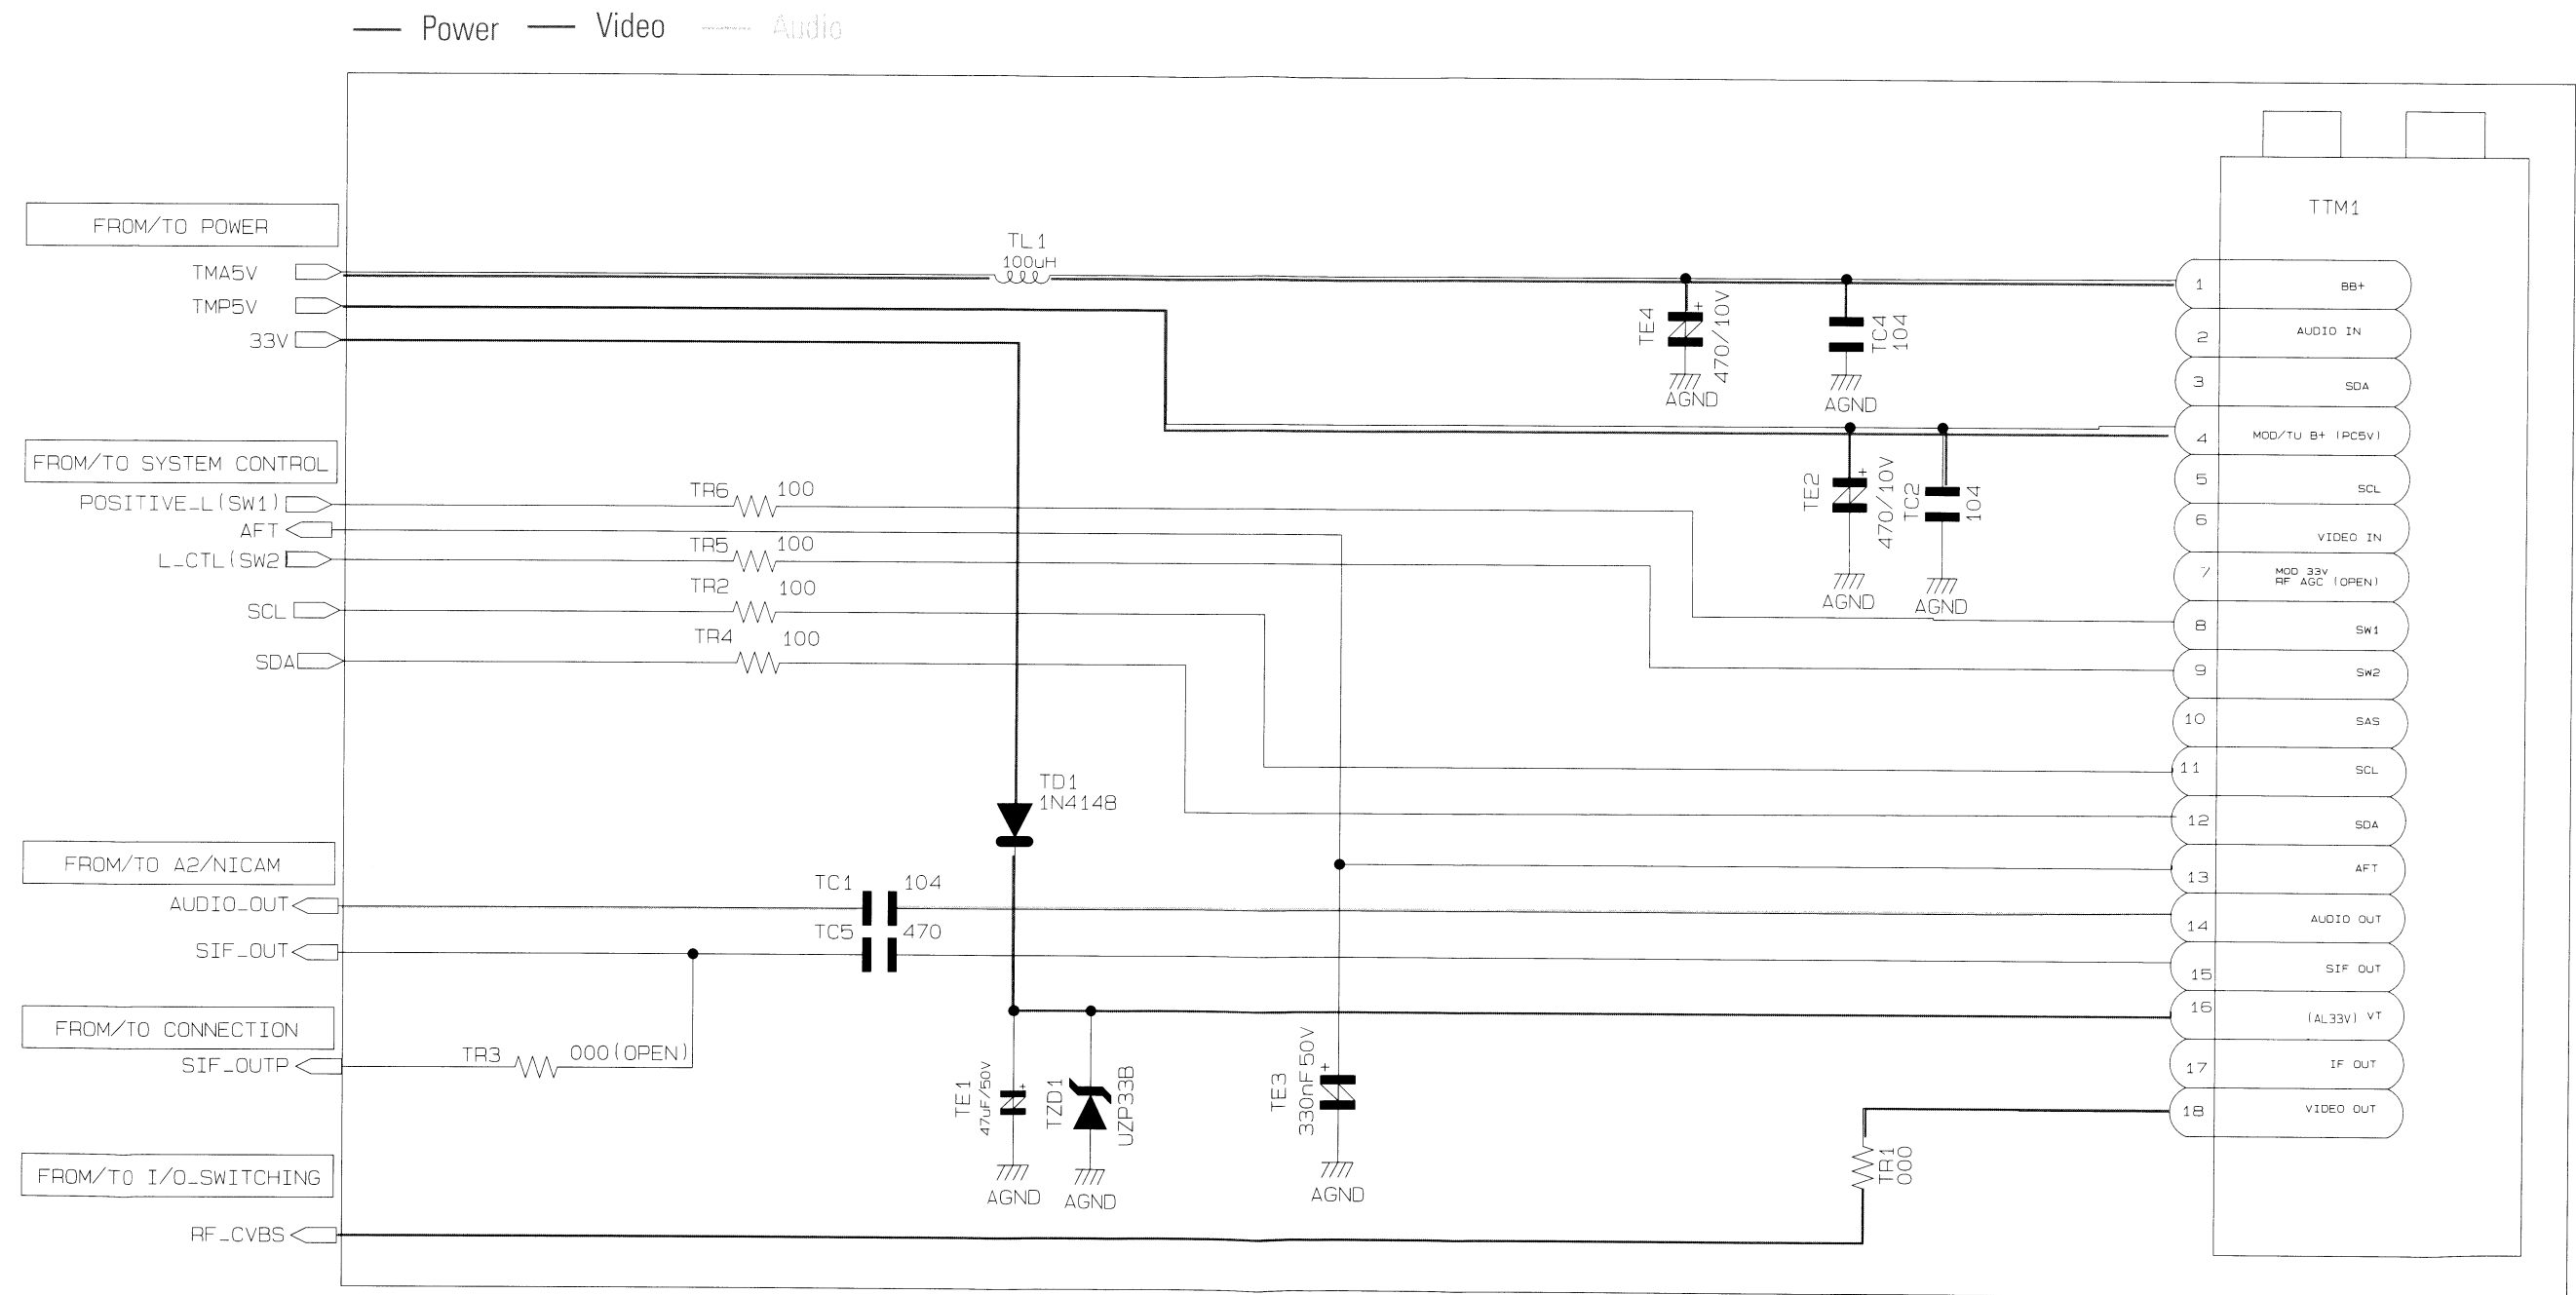 Power Video Audio
TTM1
FROM/TO POWER
TMA5V
TMP5V
33V
TL1
100uH
TE4
470/10V
+
AGND
TC4
104
AGND
FROM/TO SYSTEM CONTROL
POSITIVE_L(SW1)
AFT
L_CTL(SW2
SCL
SDA
TR6 100
TR5 100
TR2 100
TR4 100
TE2
470/10V
+
AGND
TC2
104
AGND
TD1
1N4148
FROM/TO A2/NICAM
AUDIO_OUT
SIF_OUT
TC1 104
TC5 470
FROM/TO CONNECTION
SIF_OUTP
TR3 000(OPEN)
TE1
47uF/50V
+
AGND
TZD1
UZP33B
AGND
TE3
330nF50V
+
AGND
FROM/TO I/O_SWITCHING
RF_CVBS
TR1
000
1 BB+
2 AUDIO IN
3 SDA
4 MOD/TU B+ (PC5V)
5 SCL
6 VIDEO IN
7 MOD 33V
RF AGC (OPEN)
8 SW1
9 SW2
10 SAS
11 SCL
12 SDA
13 AFT
14 AUDIO OUT
15 SIF OUT
16 (AL33V) VT
17 IF OUT
18 VIDEO OUT